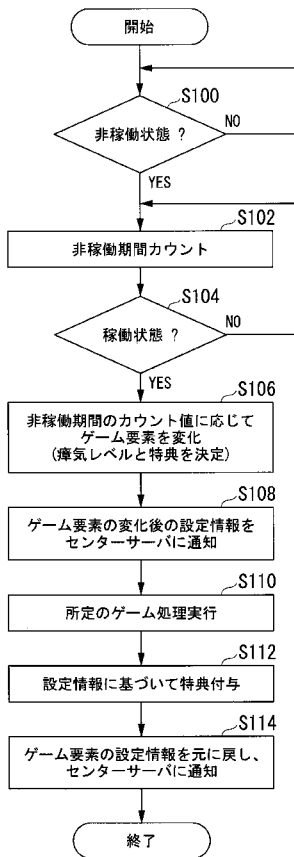 開始
S100
非稼働状態 ?
NO
YES
S102
非稼働期間カウント
S104
稼働状態 ?
NO
YES
S106
非稼働期間のカウント値に応じて
ゲーム要素を変化
(瘴気レベルと特典を決定)
S108
ゲーム要素の変化後の設定情報を
センターサーバに通知
S110
所定のゲーム処理実行
S112
設定情報に基づいて特典付与
S114
ゲーム要素の設定情報を元に戻し、
センターサーバに通知
終了